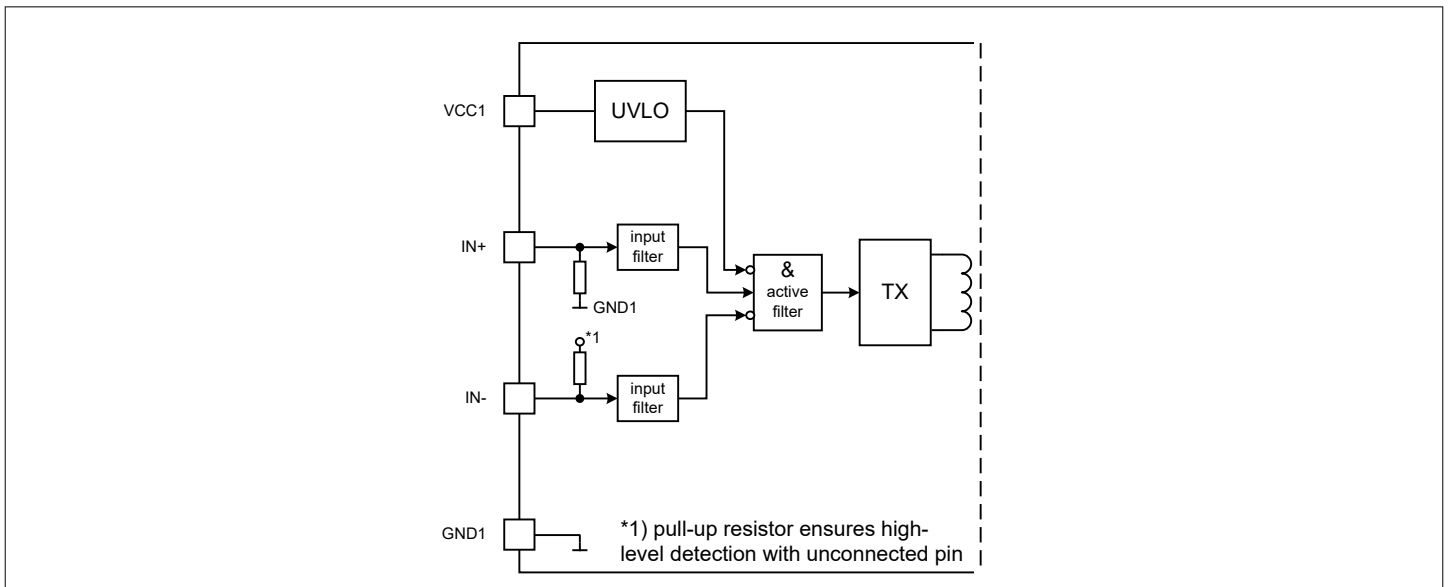 VCC1
UVLO
IN+
input
filter
GND1
&
active
filter
TX
*1
IN-
input
filter
GND1
*1) pull-up resistor ensures high-
level detection with unconnected pin